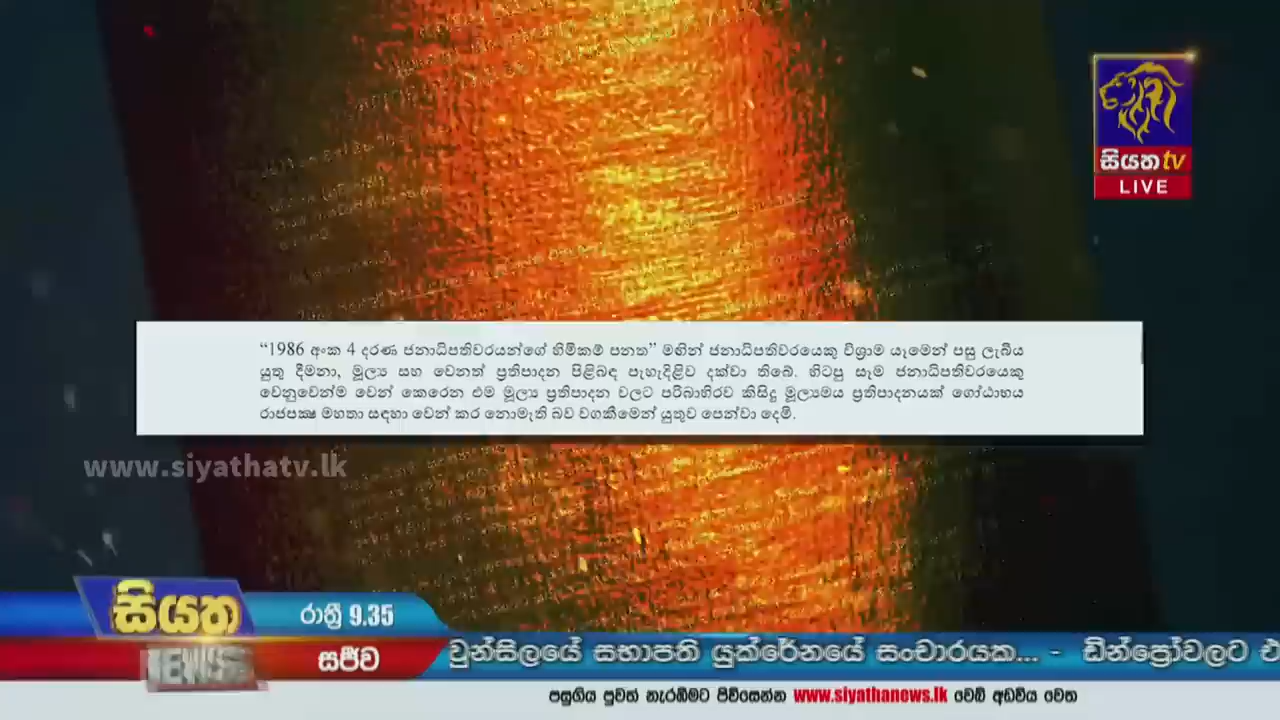 සියත tv
LIVE
“1986 අංක 4 දරණ ජනාධිපතිවරයන්ගේ හිමිකම් පනත” මඟින් ජනාධිපතිවරයෙකු විශ්‍රාම යෑමෙන් පසු ලැබිය
යුතු දීමනා, මූල්‍ය සහ වෙනත් ප්‍රතිපාදන පිළිබඳ පැහැදිළිව දක්වා තිබේ. හිටපු සෑම ජනාධිපතිවරයෙකු
වෙනුවෙන්ම වෙන් කෙරෙන එම මූල්‍ය ප්‍රතිපාදන වලට පරිබාහිරව කිසිදු මූල්‍යමය ප්‍රතිපාදනයක් ගෝඨාභය
රාජපක්ෂ මහතා සඳහා වෙන් කර නොමැති බව වගකීමෙන් යුතුව පෙන්වා දෙමි.
www.siyathatv.lk
සියත
NEWS
රාත්‍රී 9.35
සජීව
වුන්සිලයේ සභාපති යුක්රේනයේ සංචාරයක... - ඩින්ප්‍රෝවලට එ
පසුගිය පුවත් නැරඹීමට පිවිසෙන්න www.siyathanews.lk වෙබ් අඩවිය වෙත